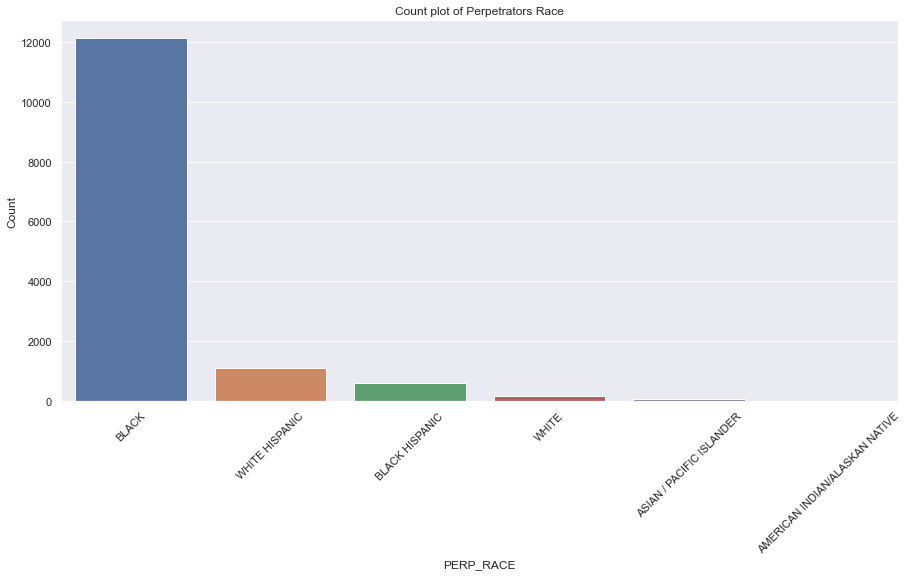 Count plot of Perpetrators Race
12000
10000
8000
6000
4000
2000
0
Count
BLACK
WHITE HISPANIC
BLACK HISPANIC
WHITE
ASIAN / PACIFIC ISLANDER
AMERICAN INDIAN/ALASKAN NATIVE
PERP_RACE